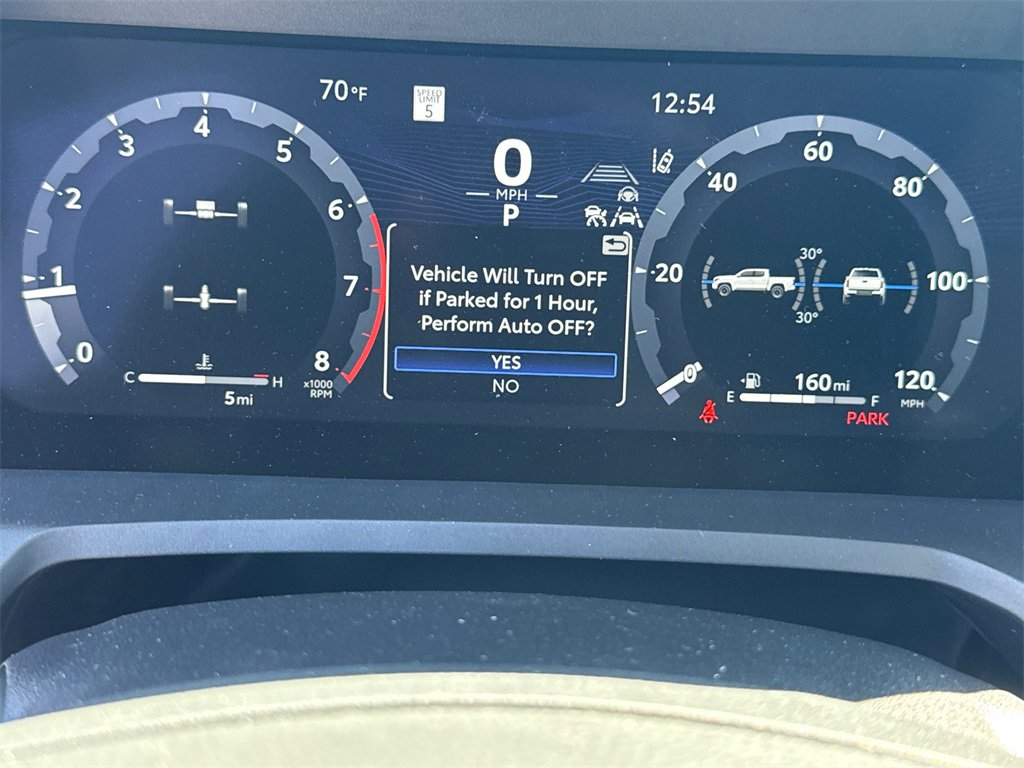 70°F
SPEED
LIMIT
5
12:54
0
MPH
P
0
1
2
3
4
5
6
7
8
x1000
RPM
C
H
5mi
Vehicle Will Turn OFF
if Parked for 1 Hour,
Perform Auto OFF?
YES
NO
0
20
40
60
80
100
120
MPH
30°
30°
160mi
E
F
PARK